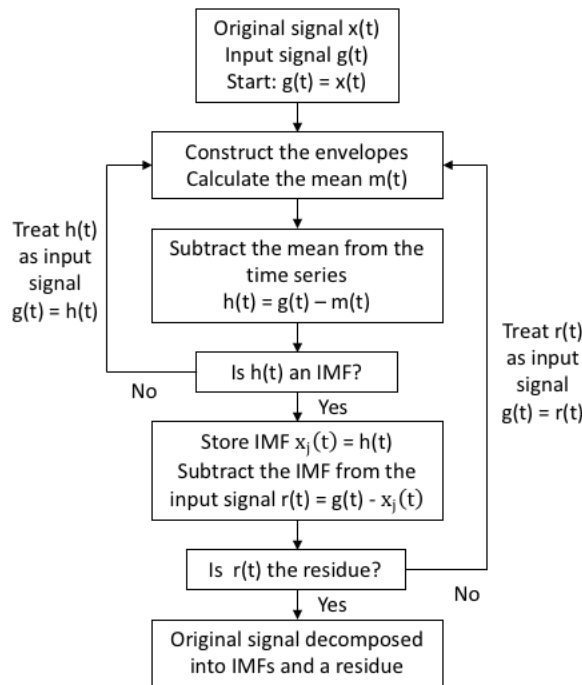 Original signal x(t)
Input signal g(t)
Start: g(t) = x(t)
Construct the envelopes
Calculate the mean m(t)
Treat h(t)
as input
signal
g(t) = h(t)
Subtract the mean from the
time series
h(t) = g(t) – m(t)
Treat r(t)
as input
signal
g(t) = r(t)
Is h(t) an IMF?
No
Yes
Store IMF xⱼ(t) = h(t)
Subtract the IMF from the
input signal r(t) = g(t) - xⱼ(t)
Is r(t) the residue?
No
Yes
Original signal decomposed
into IMFs and a residue